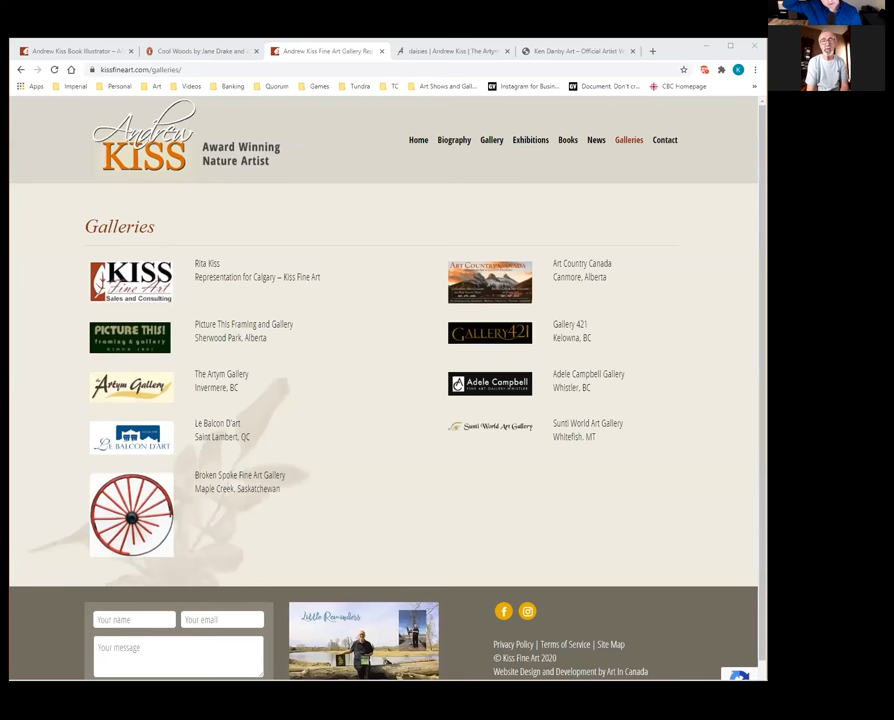 Andrew Kiss Book Illustrator – A
Cool Woods by Jane Drake and
Andrew Kiss Fine Art Gallery Rep
daisies | Andrew Kiss | The Artym
Ken Danby Art – Official Artist W
kissfineart.com/galleries/
K
Apps Imperial Personal Art Videos Banking Quorum Games Tundra TC Art Shows and Gall... Instagram for Busin... Document, Don't cr... CBC Homepage
Andrew
KISS
Award Winning
Nature Artist
Home Biography Gallery Exhibitions Books News Galleries Contact
Galleries
KISS
Fine Art
Sales and Consulting
Rita Kiss
Representation for Calgary – Kiss Fine Art
ART COUNTRY CANADA
Art Country Canada
Canmore, Alberta
PICTURE THIS!
framing & gallery
Picture This Framing and Gallery
Sherwood Park, Alberta
GALLERY421
Gallery 421
Kelowna, BC
Artym Gallery
The Artym Gallery
Invermere, BC
Adele Campbell
Adele Campbell Gallery
Whistler, BC
LE BALCON D'ART
Le Balcon D'art
Saint Lambert, QC
Sunti World Art Gallery
Sunti World Art Gallery
Whitefish, MT
Broken Spoke Fine Art Gallery
Maple Creek, Saskatchewan
Your name
Your email
Your message
Little Reminders
Privacy Policy | Terms of Service | Site Map
© Kiss Fine Art 2020
Website Design and Development by Art In Canada